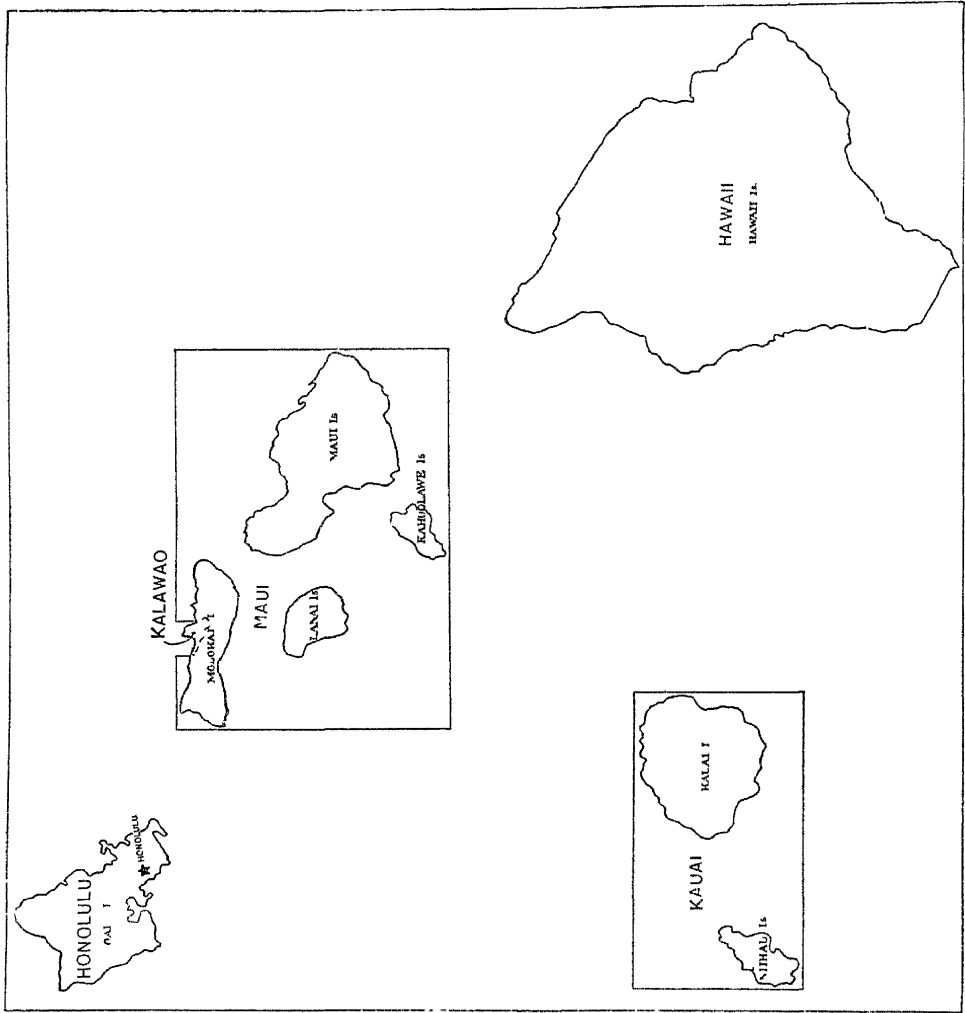 HONOLULU
HONOLULU
KALAWAO
MAUI
MAUI Is
LANAI Is
KAHOOLAWE Is
HAWAII
HAWAII Is.
KAUAI
NIIHAU Is